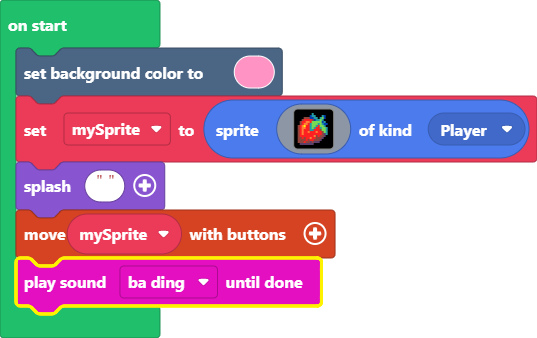 on start
set background color to
set mySprite to sprite of kind Player
splash " "
move mySprite with buttons
play sound ba ding until done